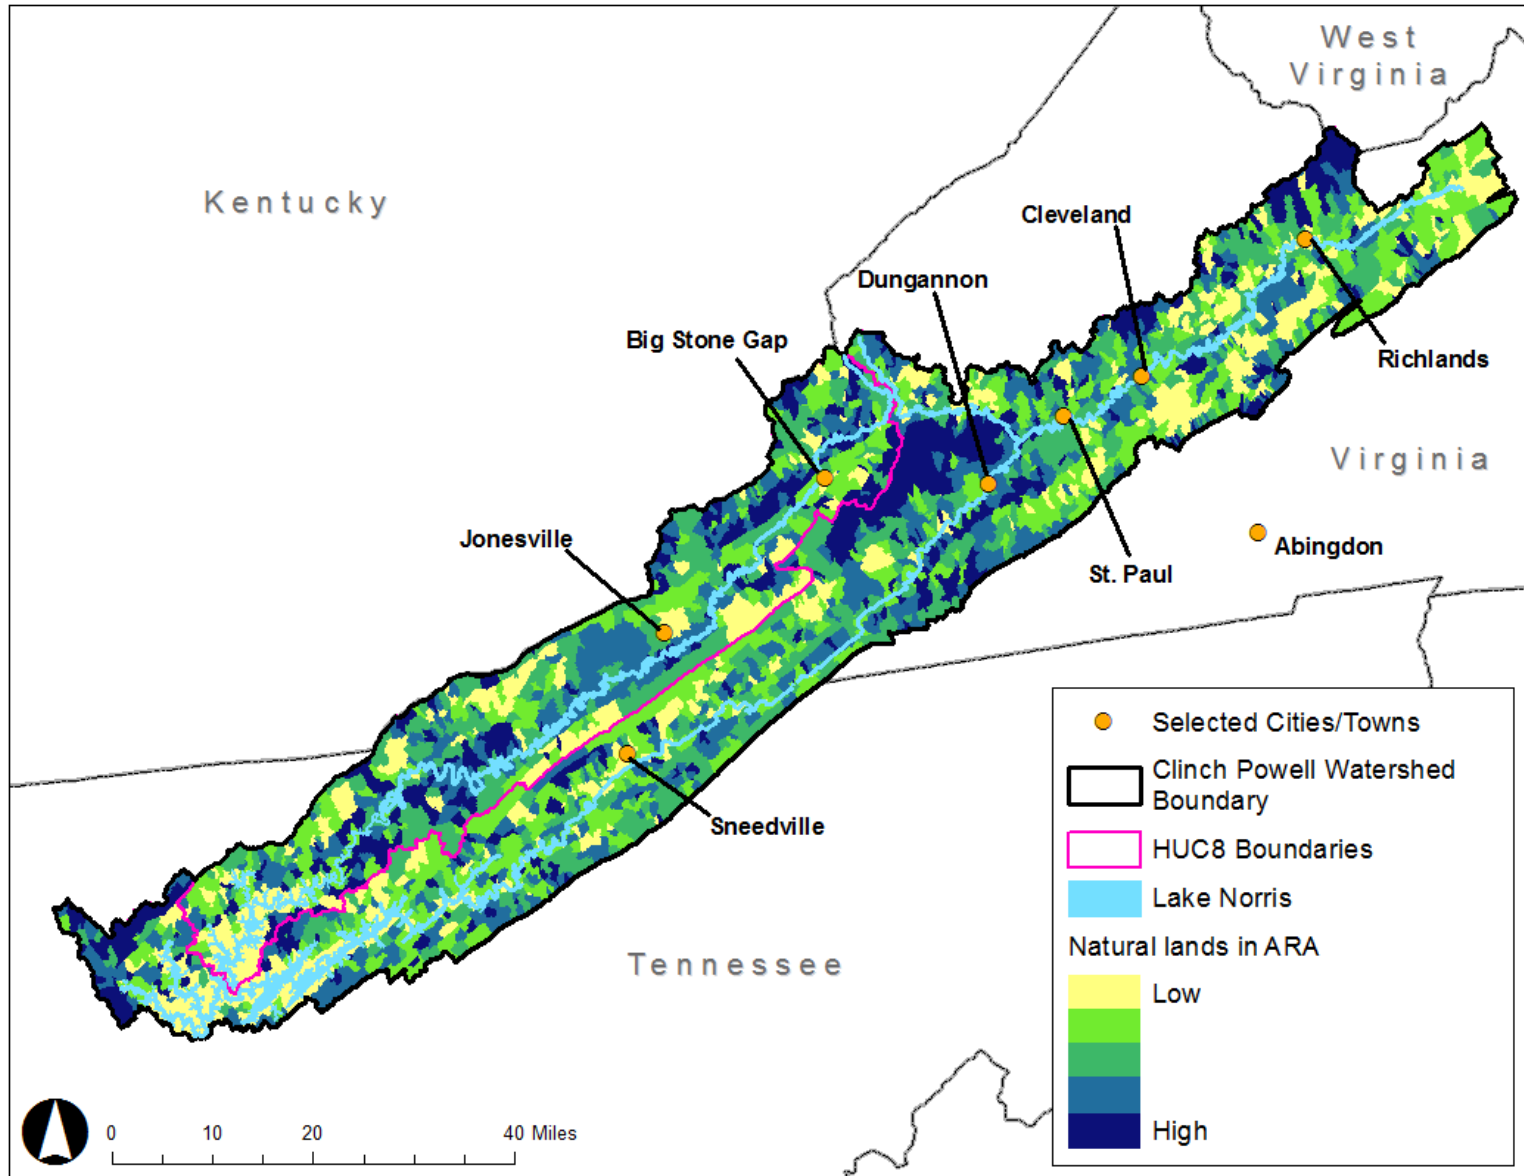 West
Virginia
Kentucky
Cleveland
Dungannon
Big Stone Gap
Richlands
Virginia
Jonesville
Abingdon
St. Paul
Sneedville
Tennessee
Selected Cities/Towns
Clinch Powell Watershed
Boundary
HUC8 Boundaries
Lake Norris
Natural lands in ARA
Low
High
0 10 20 40 Miles